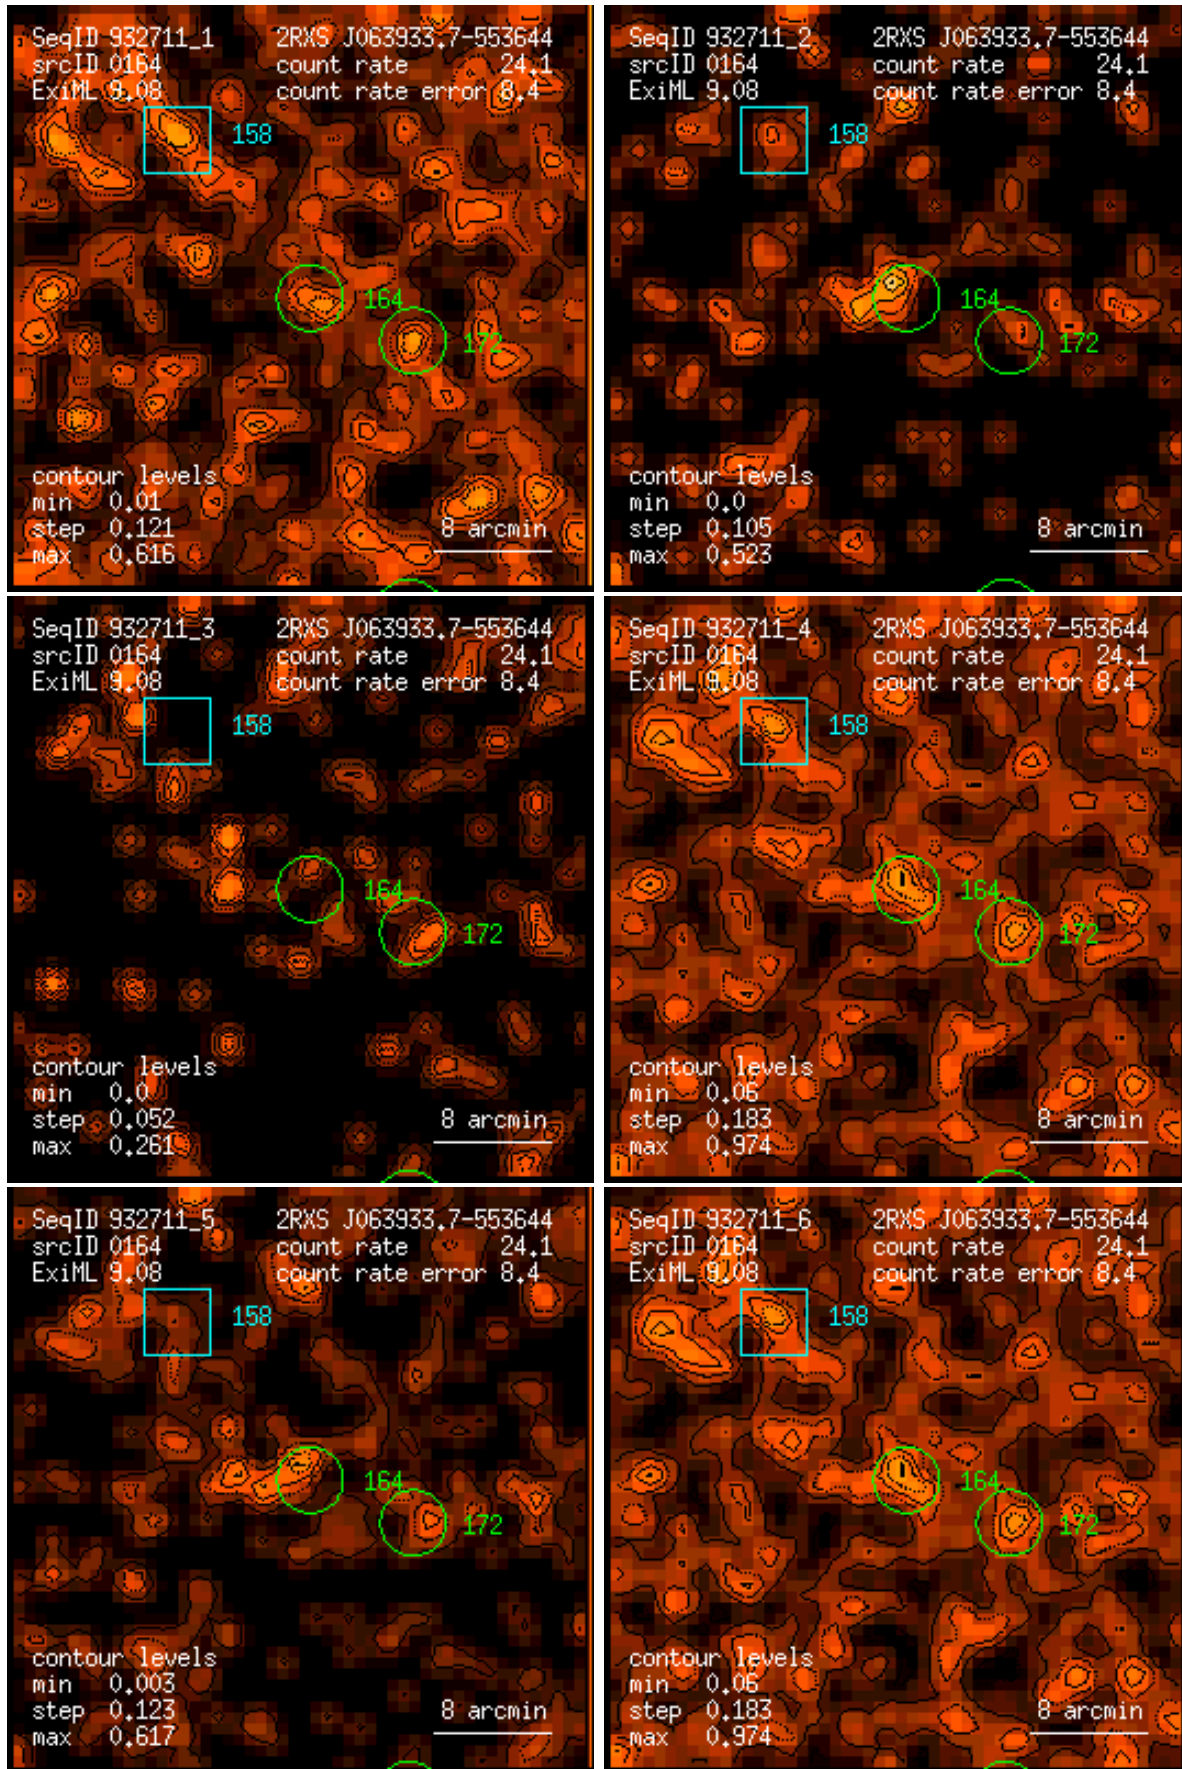 SeqID 932711_1 2RXS J063933.7-553644
srcID 0164 count rate 24.1
ExiML 9.08 count rate error 8.4
158
164
172
contour levels
min 0.01
step 0.121
max 0.616
8 arcmin
SeqID 932711_2 2RXS J063933.7-553644
srcID 0164 count rate 24.1
ExiML 9.08 count rate error 8.4
158
164
172
contour levels
min 0.0
step 0.105
max 0.523
8 arcmin
SeqID 932711_3 2RXS J063933.7-553644
srcID 0164 count rate 24.1
ExiML 9.08 count rate error 8.4
158
164
172
contour levels
min 0.0
step 0.052
max 0.261
8 arcmin
SeqID 932711_4 2RXS J063933.7-553644
srcID 0164 count rate 24.1
ExiML 9.08 count rate error 8.4
158
164
172
contour levels
min 0.06
step 0.183
max 0.974
8 arcmin
SeqID 932711_5 2RXS J063933.7-553644
srcID 0164 count rate 24.1
ExiML 9.08 count rate error 8.4
158
164
172
contour levels
min 0.003
step 0.123
max 0.617
8 arcmin
SeqID 932711_6 2RXS J063933.7-553644
srcID 0164 count rate 24.1
ExiML 9.08 count rate error 8.4
158
164
172
contour levels
min 0.06
step 0.183
max 0.974
8 arcmin